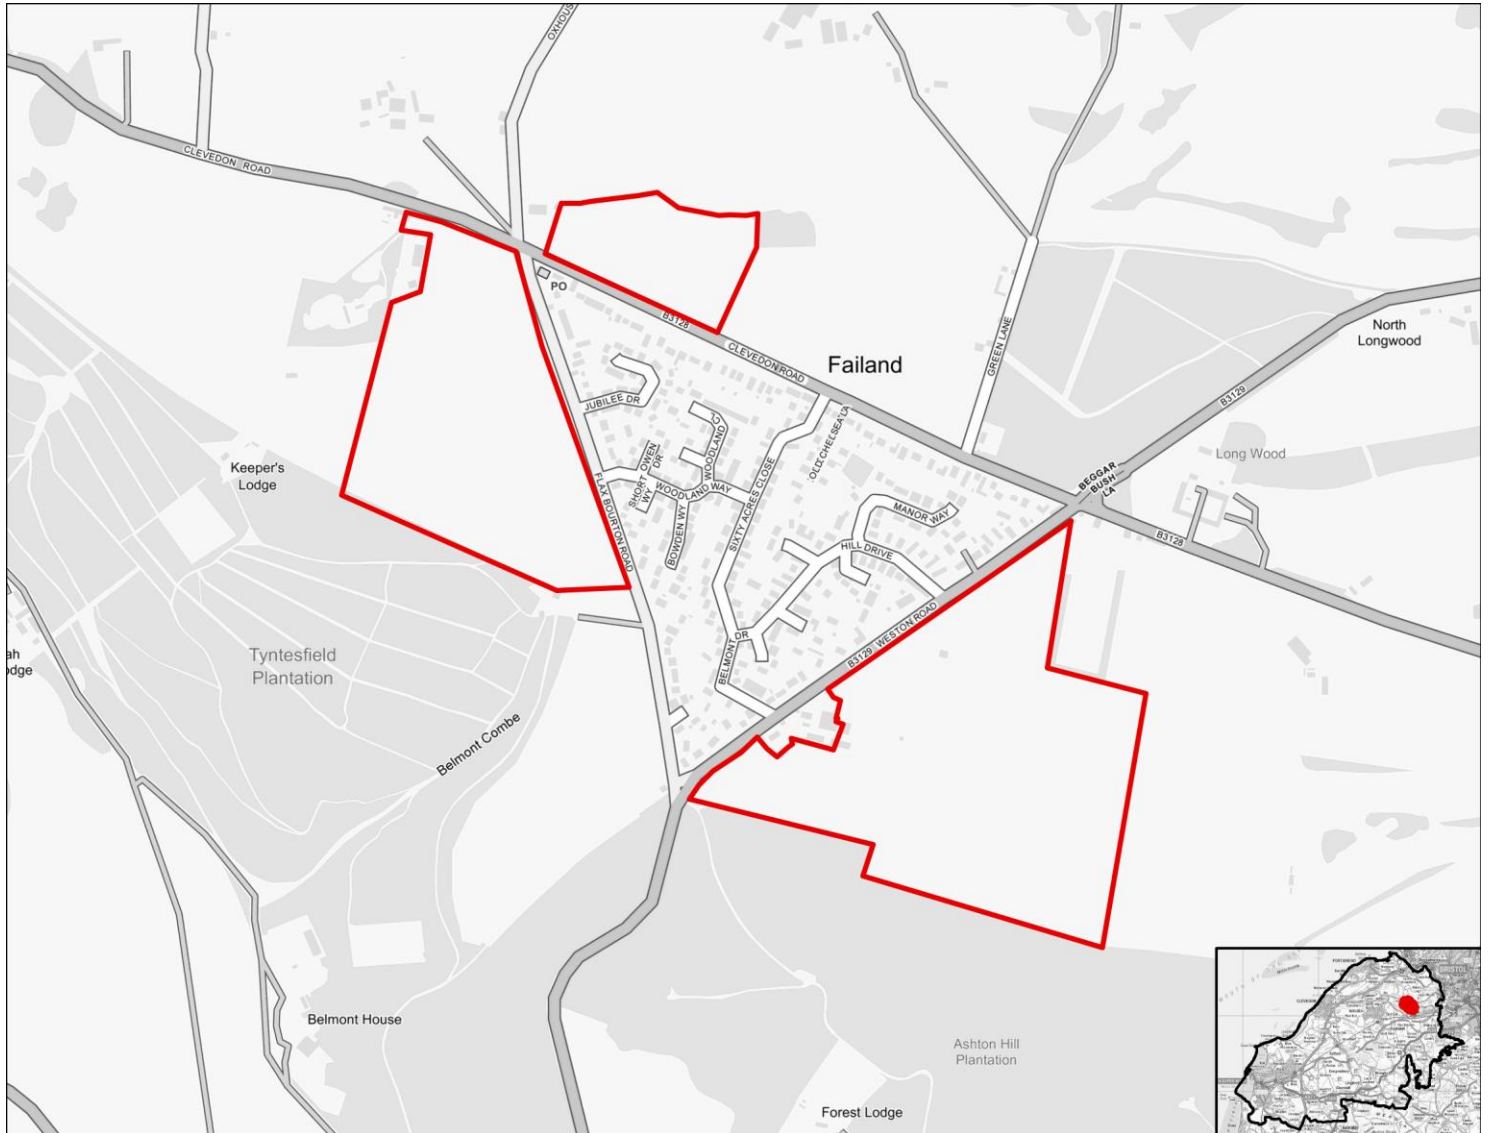 OXHOUS
CLEVEDON ROAD
PO
B3128
CLEVEDON ROAD
Failand
GREEN LANE
North
Longwood
B3129
JUBILEE DR
Long Wood
BEGGAR
BUSH
LA
Keeper's
Lodge
SHORT
WY
OWEN
DR
WOODLAND
CL
WOODLAND WAY
BOWDEN WY
SIXTY ACRES CLOSE
OLD CHELSEA LA
MANOR WAY
HILL DRIVE
B3128
FLAX BOURTON ROAD
BELMONT DR
B3129 WESTON ROAD
ah
odge
Tyntesfield
Plantation
Belmont Combe
Belmont House
Ashton Hill
Plantation
Forest Lodge
BRISTOL